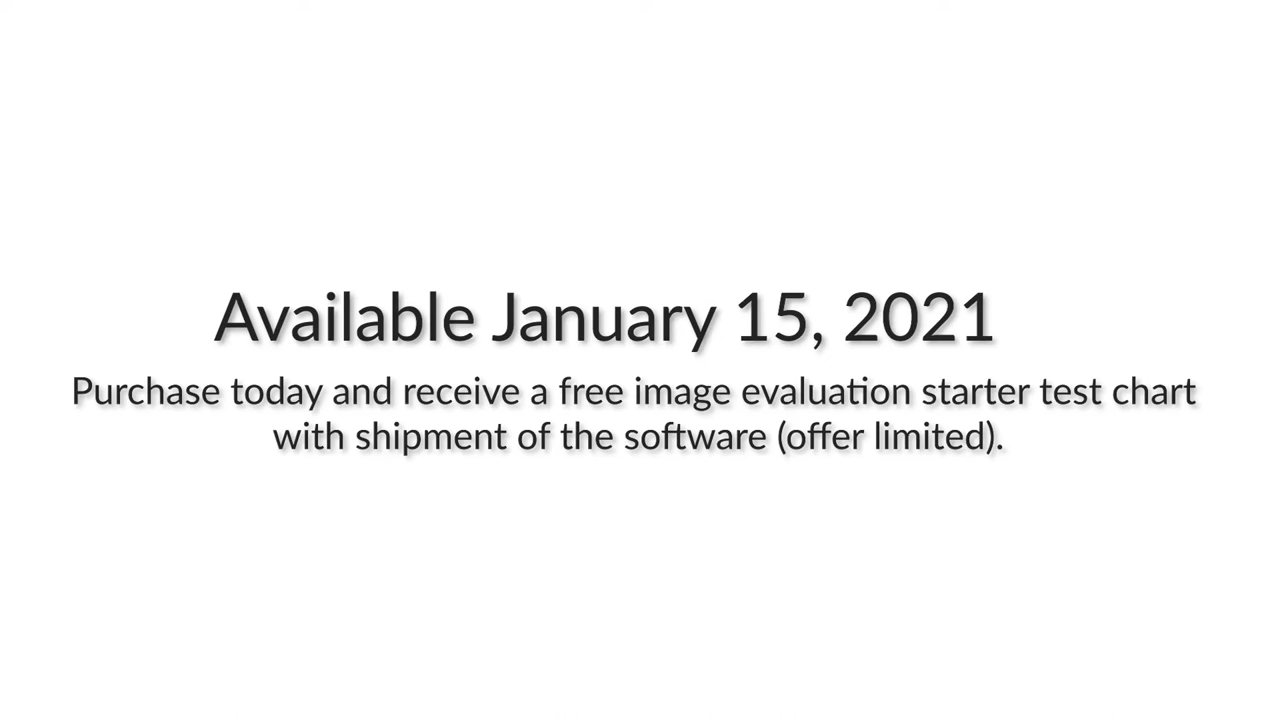 Available January 15, 2021
Purchase today and receive a free image evaluation starter test chart
with shipment of the software (offer limited).